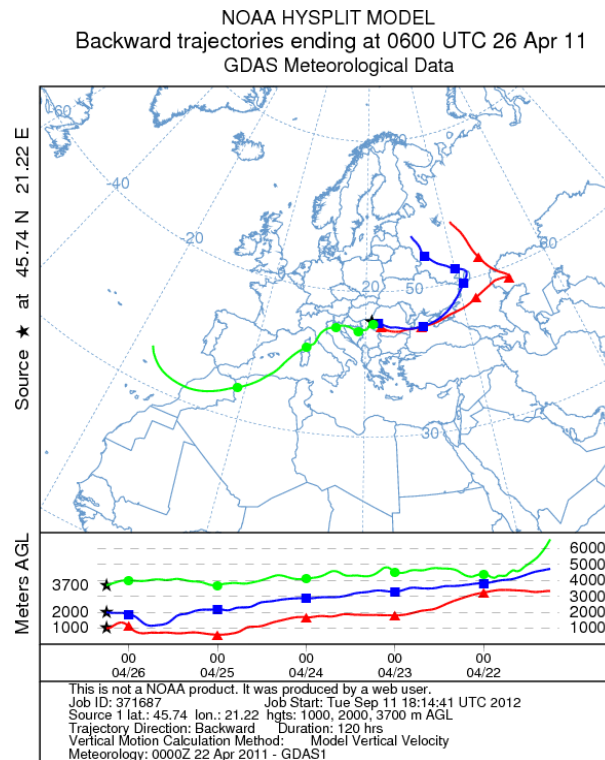 NOAA HYSPLIT MODEL
Backward trajectories ending at 0600 UTC 26 Apr 11
GDAS Meteorological Data
Source ★ at 45.74 N 21.22 E
-60
-40
-20
20
50
60
30
Meters AGL
6000
5000
4000
3700
3000
2000
2000
1000
1000
00 00 00 00 00
04/26 04/25 04/24 04/23 04/22
This is not a NOAA product. It was produced by a web user.
Job ID: 371687 Job Start: Tue Sep 11 18:14:41 UTC 2012
Source 1 lat.: 45.74 lon.: 21.22 hgts: 1000, 2000, 3700 m AGL
Trajectory Direction: Backward Duration: 120 hrs
Vertical Motion Calculation Method: Model Vertical Velocity
Meteorology: 0000Z 22 Apr 2011 - GDAS1